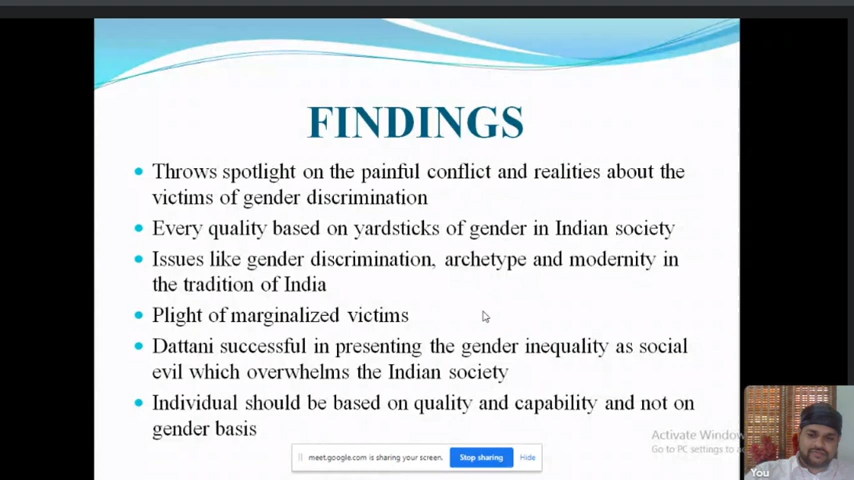 FINDINGS
Throws spotlight on the painful conflict and realities about the
victims of gender discrimination
Every quality based on yardsticks of gender in Indian society
Issues like gender discrimination, archetype and modernity in
the tradition of India
Plight of marginalized victims
Dattani successful in presenting the gender inequality as social
evil which overwhelms the Indian society
Individual should be based on quality and capability and not on
gender basis
meet.google.com is sharing your screen. Stop sharing Hide
Activate
Go to PC settings to
You